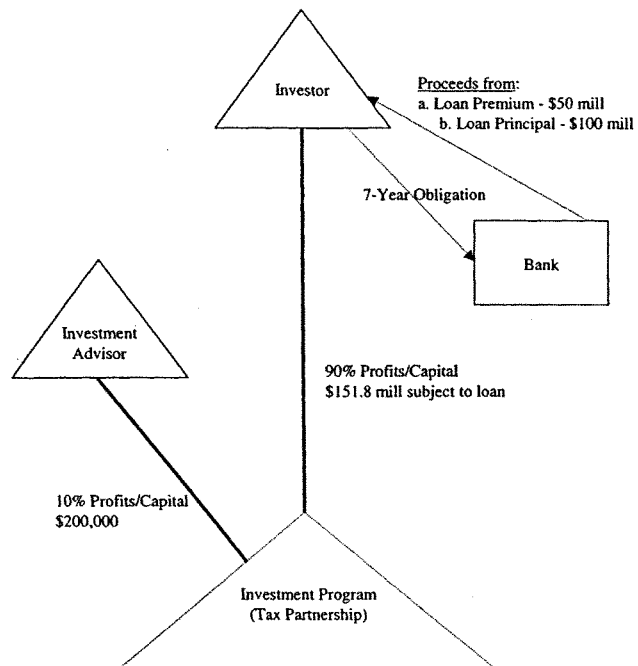 Investor
Proceeds from:
a. Loan Premium - $50 mill
b. Loan Principal - $100 mill
7-Year Obligation
Bank
Investment
Advisor
90% Profits/Capital
$151.8 mill subject to loan
10% Profits/Capital
$200,000
Investment Program
(Tax Partnership)